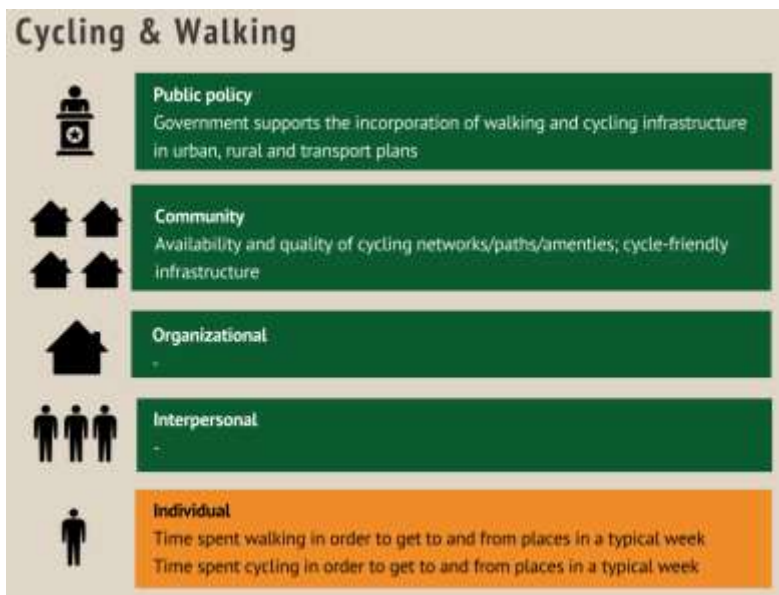 Cycling & Walking
Public policy
Government supports the incorporation of walking and cycling infrastructure
in urban, rural and transport plans
Community
Availability and quality of cycling networks/paths/amenties; cycle-friendly
infrastructure
Organizational
-
Interpersonal
-
Individual
Time spent walking in order to get to and from places in a typical week
Time spent cycling in order to get to and from places in a typical week